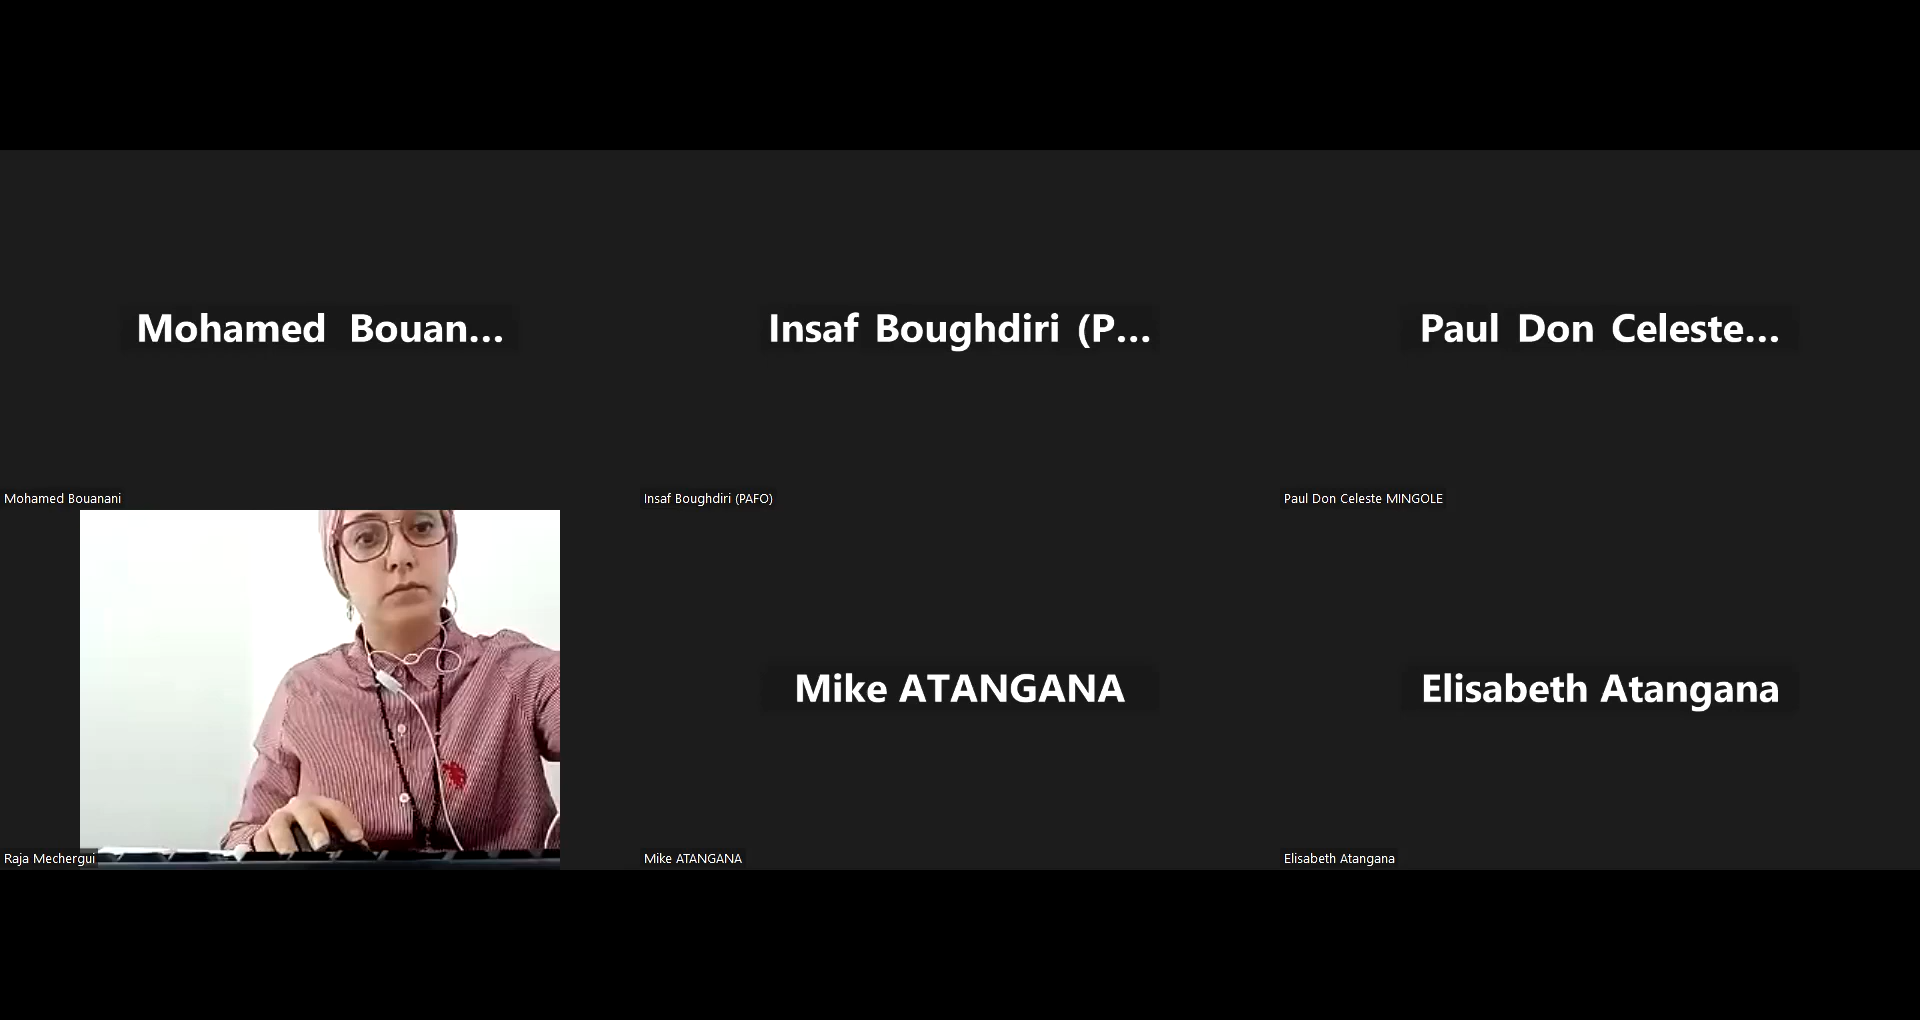 Mohamed Bouan...
Insaf Boughdiri (P...
Paul Don Celeste...
Mohamed Bouanani
Insaf Boughdiri (PAFO)
Paul Don Celeste MINGOLE
Mike ATANGANA
Elisabeth Atangana
Raja Mechergui
Mike ATANGANA
Elisabeth Atangana